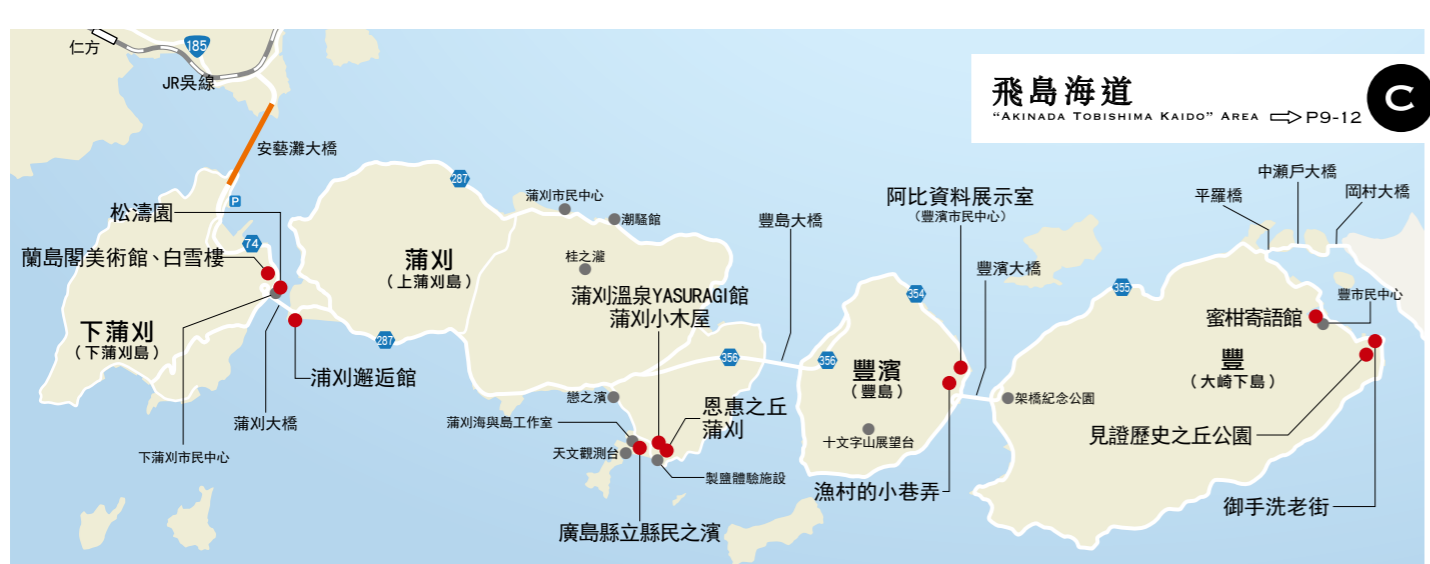 仁方
185
JR吳線
安藝灘大橋
飛島海道
"AKINADA TOBISHIMA KAIDO" AREA ⇨ P9-12
C
P
松濤園
74
蘭島閣美術館、白雪樓
下蒲刈
(下蒲刈島)
浦刈邂逅館
蒲刈大橋
下蒲刈市民中心
287
蒲刈
(上蒲刈島)
287
蒲刈市民中心
潮騷館
桂之瀧
蒲刈溫泉YASURAGI館
蒲刈小木屋
356
戀之濱
蒲刈海與島工作室
天文觀測台
恩惠之丘
蒲刈
製鹽體驗施設
廣島縣立縣民之濱
豐島大橋
356
阿比資料展示室
(豐濱市民中心)
354
豐濱
(豐島)
十文字山展望台
漁村的小巷弄
豐濱大橋
架橋紀念公園
355
平羅橋
中瀨戶大橋
岡村大橋
豐市民中心
蜜柑寄語館
豐
(大崎下島)
見證歷史之丘公園
御手洗老街